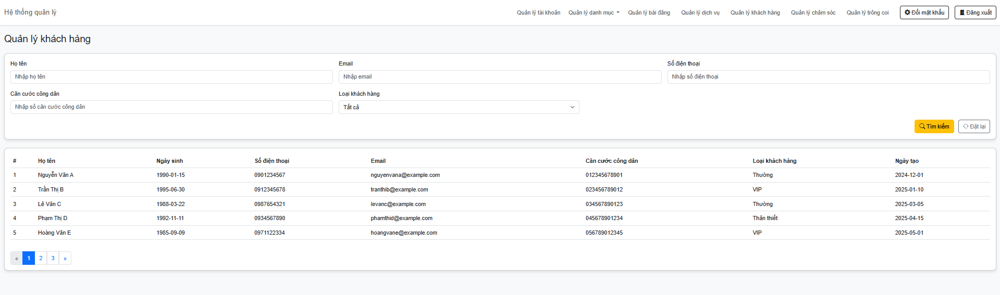 Hệ thống quản lý Quản lý tài khoản Quản lý danh mục Quản lý bài đăng Quản lý dịch vụ Quản lý khách hàng Quản lý chăm sóc Quản lý trông coi Đổi mật khẩu Đăng xuất
Quản lý khách hàng
Họ tên Email Số điện thoại
Nhập họ tên Nhập email Nhập số điện thoại
Căn cước công dân Loại khách hàng
Nhập số căn cước công dân Tất cả
Tìm kiếm Đặt lại
# Họ tên Ngày sinh Số điện thoại Email Căn cước công dân Loại khách hàng Ngày tạo
1 Nguyễn Văn A 1990-01-15 0901234567 nguyenvana@example.com 012345678901 Thường 2024-12-01
2 Trần Thị B 1995-06-30 0912345678 tranthib@example.com 023456789012 VIP 2025-01-10
3 Lê Văn C 1988-03-22 0987654321 levanc@example.com 034567890123 Thường 2025-03-05
4 Phạm Thị D 1992-11-11 0934567890 phamthid@example.com 045678901234 Thân thiết 2025-04-15
5 Hoàng Văn E 1985-09-09 0971122334 hoangvane@example.com 056789012345 VIP 2025-05-01
« 1 2 3 »